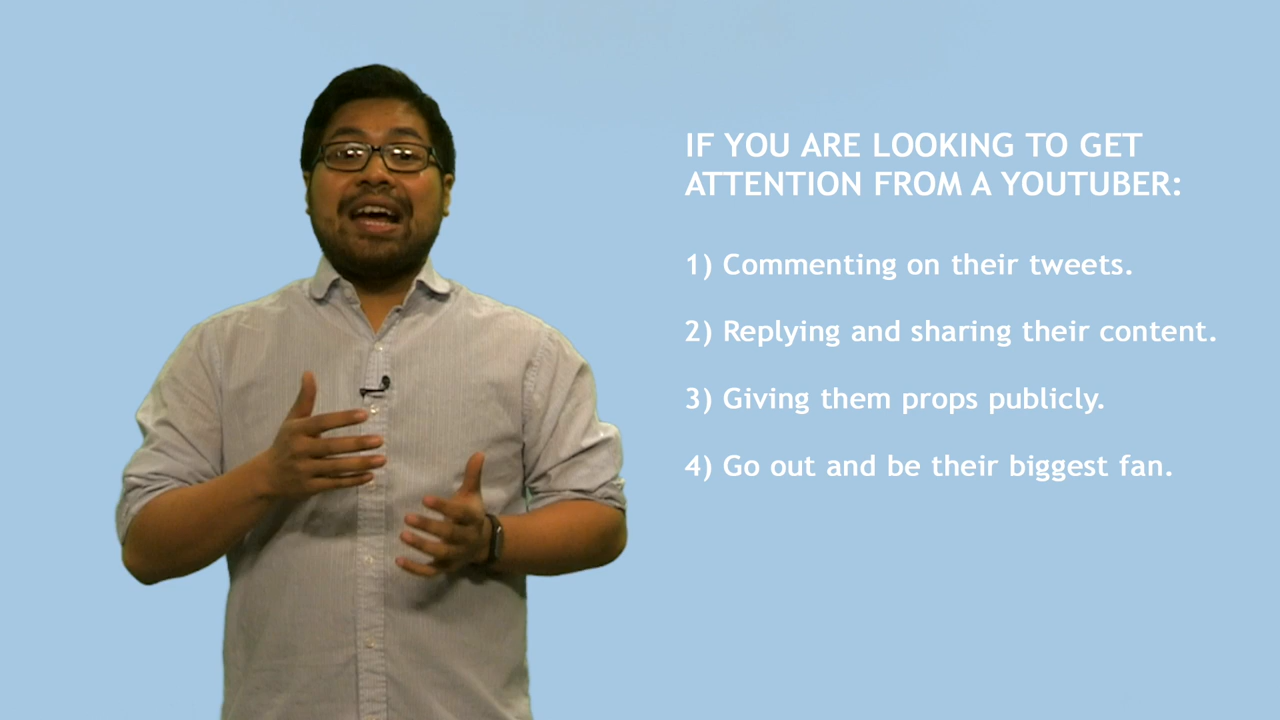 IF YOU ARE LOOKING TO GET
ATTENTION FROM A YOUTUBER:
1) Commenting on their tweets.
2) Replying and sharing their content.
3) Giving them props publicly.
4) Go out and be their biggest fan.